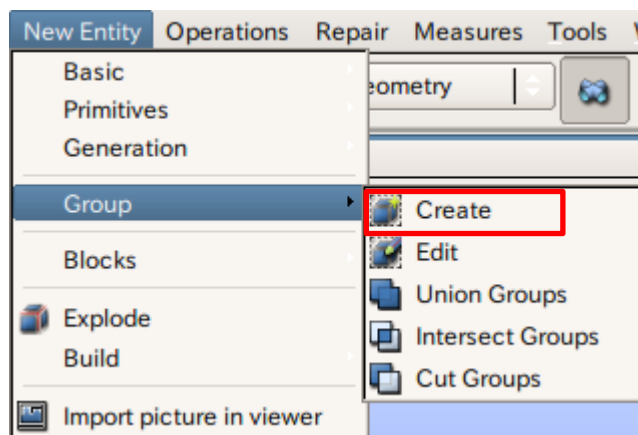 New Entity Operations Repair Measures Tools
Basic
eometry
Primitives
Generation
Group
Create
Edit
Blocks
Union Groups
Explode
Intersect Groups
Build
Cut Groups
Import picture in viewer